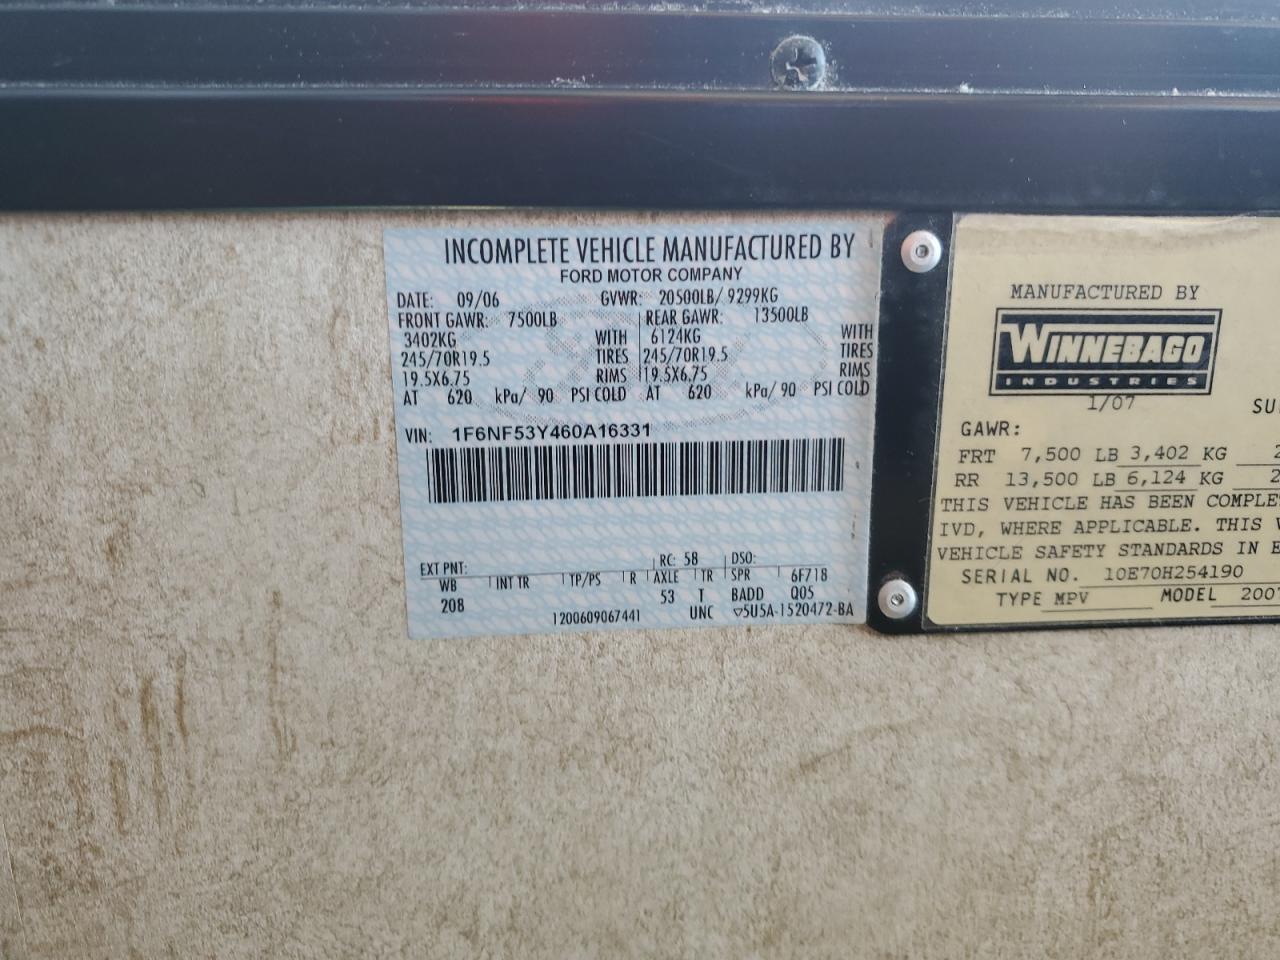 INCOMPLETE VEHICLE MANUFACTURED BY
FORD MOTOR COMPANY
DATE: 09/06 GVWR: 20500LB/ 9299KG
FRONT GAWR: 7500LB REAR GAWR: 13500LB
3402KG WITH 6124KG WITH
245/70R19.5 TIRES 245/70R19.5 TIRES
19.5X6.75 RIMS 19.5X6.75 RIMS
AT 620 kPa/ 90 PSI COLD AT 620 kPa/ 90 PSI COLD
VIN: 1F6NF53Y460A16331
EXT PNT: RC: 58 DSO:
WB INT TR TP/PS R AXLE TR SPR 6F718
208 53 T BADD Q05
1200609067441 UNC ▽5U5A-1520472-BA
MANUFACTURED BY
WINNEBAGO
INDUSTRIES
1/07
GAWR:
FRT 7,500 LB 3,402 KG 2
RR 13,500 LB 6,124 KG 2
THIS VEHICLE HAS BEEN COMPLE
IVD, WHERE APPLICABLE. THIS V
VEHICLE SAFETY STANDARDS IN E
SERIAL NO. 10E70H254190
TYPE MPV MODEL 2007